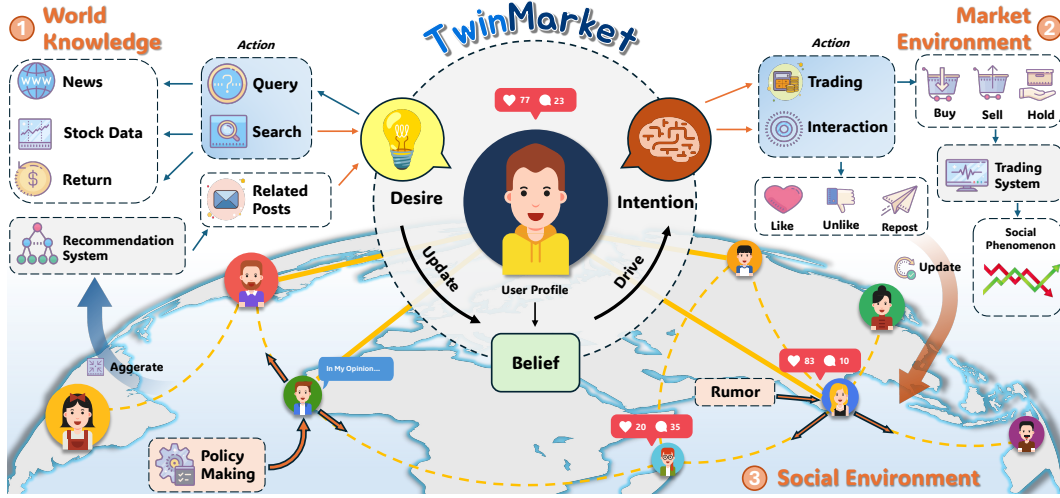 TwinMarket
1 World
Knowledge
News
Stock Data
Return
Action
Query
Search
Related
Posts
Recommendation
System
Aggerate
WWW
Desire
Update
77 23
User Profile
Belief
Intention
Drive
Market 2
Environment
Action
Trading
Interaction
Buy Sell Hold
Trading
System
Like Unlike Repost
Social
Phenomenon
Update
In My Opinion...
Policy
Making
20 35
Rumor
83 10
3 Social Environment